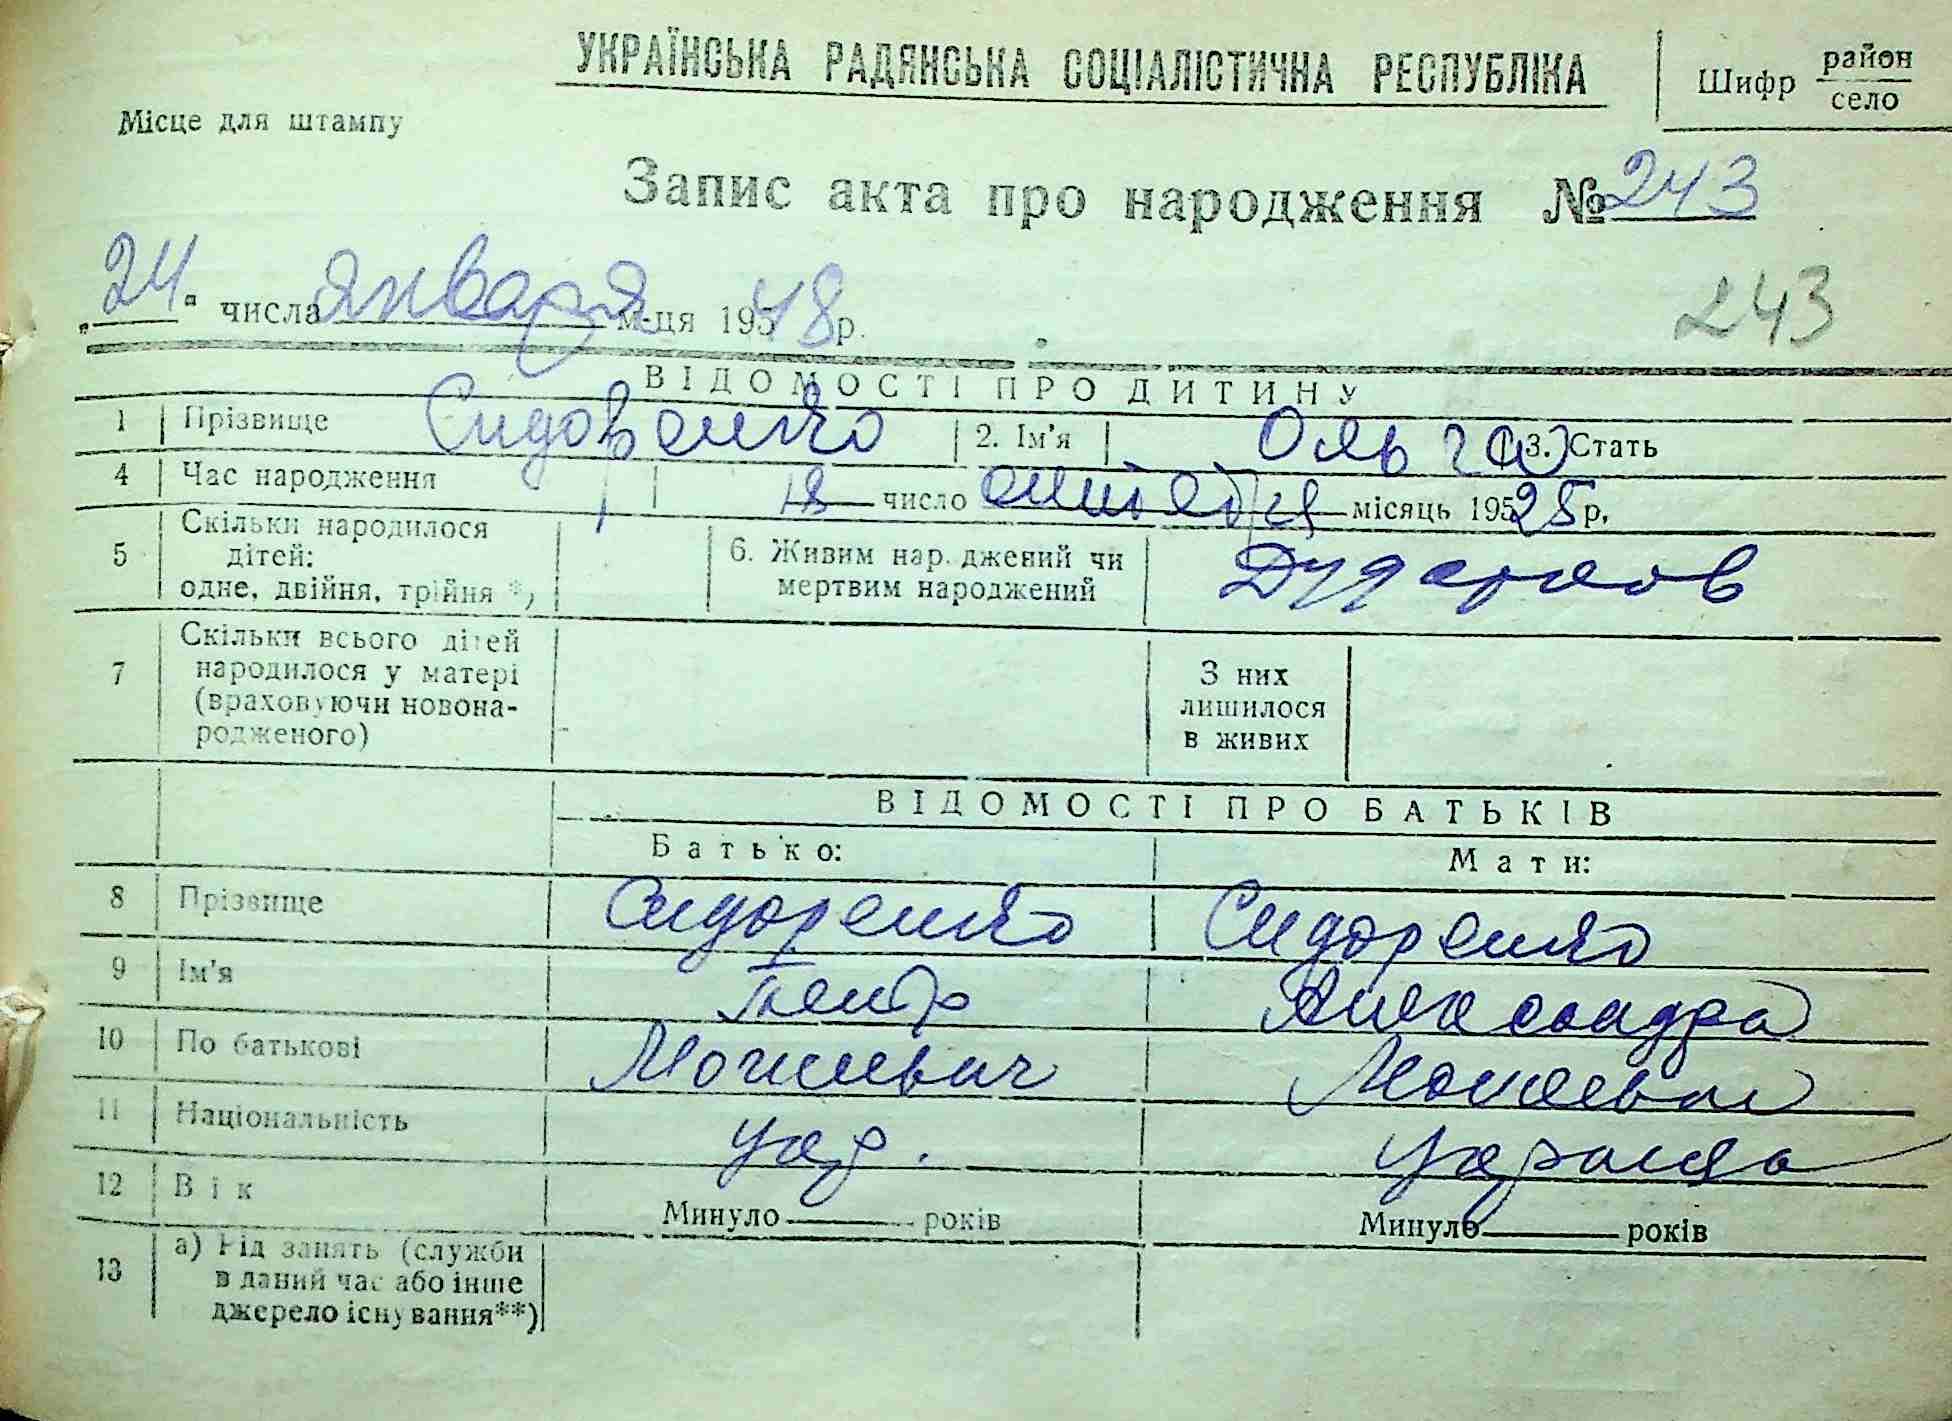 УКРАЇНСЬКА РАДЯНСЬКА СОЦІАЛІСТИЧНА РЕСПУБЛІКА
Шифр район
село
Місце для штампу
Запис акта про народження № 243
„24" числа января м-ця 1948 р.
243
ВІДОМОСТІ ПРО ДИТИНУ
1 Прізвище Сидоренко 2. Ім'я Ольга 3. Стать
4 Час народження 18 число октября місяць 1925 р.
5 Скільки народилося дітей: одне, двійня, трійня *)
6. Живим народжений чи мертвим народжений
7 Скільки всього дітей народилося у матері (враховуючи новонародженого)
З них лишилося в живих
ВІДОМОСТІ ПРО БАТЬКІВ
Батько: Мати:
8 Прізвище Сидоренко Сидоренко
9 Ім'я Петр Александра
10 По батькові
11 Національність укр. украинка
12 Вік Минуло років Минуло років
13 а) Рід занять (служби в даний час або інше джерело існування**)